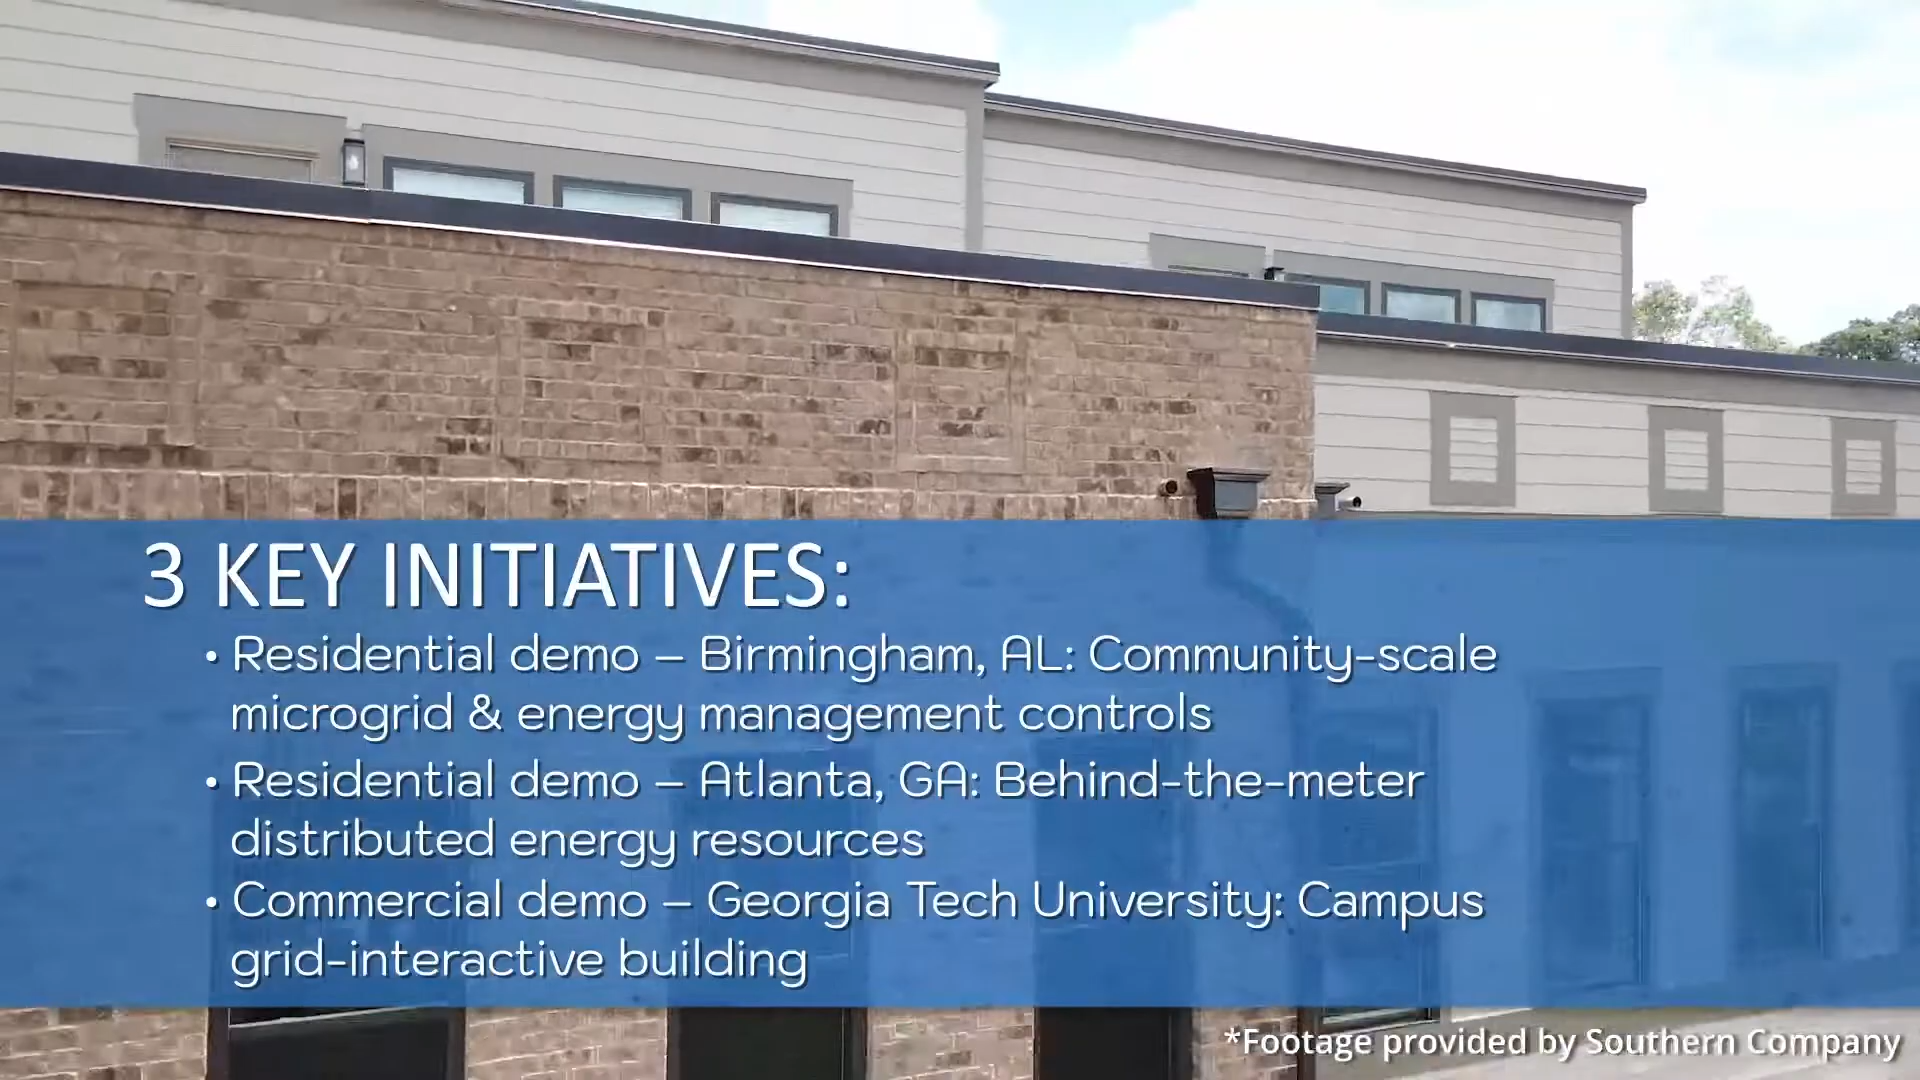 3 KEY INITIATIVES:
• Residential demo – Birmingham, AL: Community-scale
microgrid & energy management controls
• Residential demo – Atlanta, GA: Behind-the-meter
distributed energy resources
• Commercial demo – Georgia Tech University: Campus
grid-interactive building
*Footage provided by Southern Company